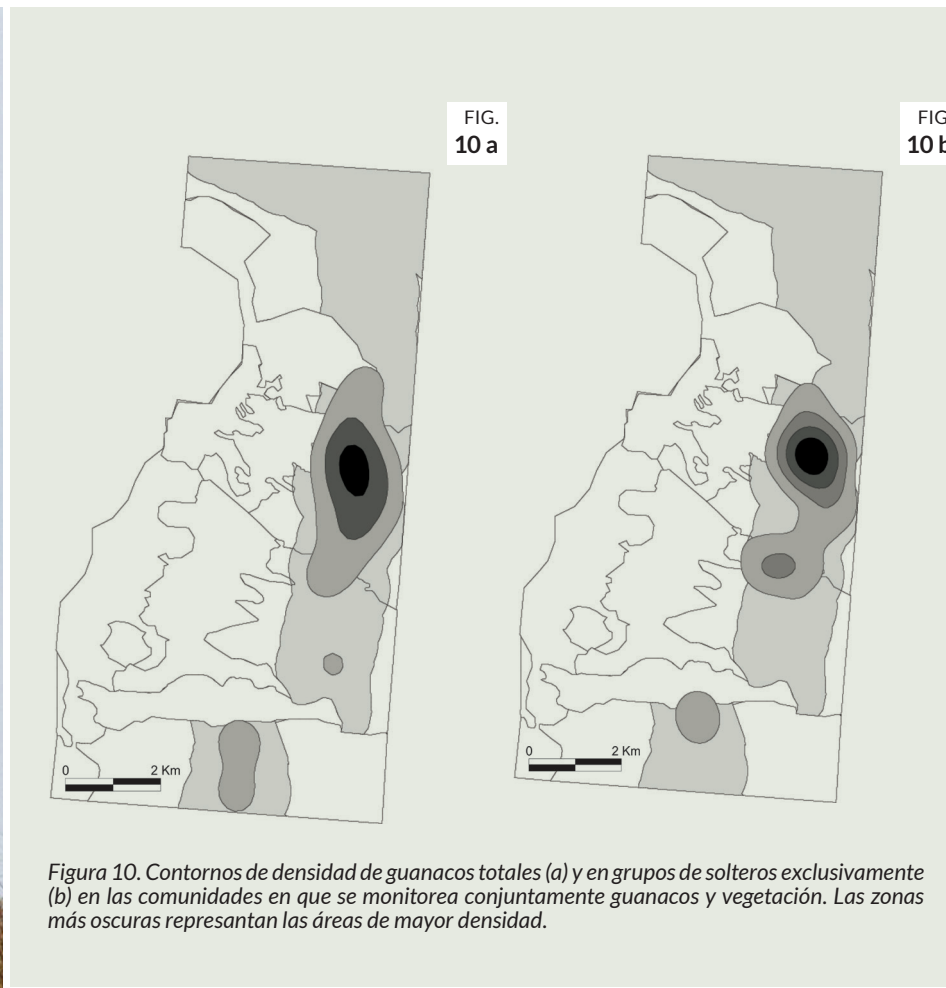 FIG.
10 a
FIG
10 b
0 2 Km
0 2 Km
Figura 10. Contornos de densidad de guanacos totales (a) y en grupos de solteros exclusivamente
(b) en las comunidades en que se monitorea conjuntamente guanacos y vegetación. Las zonas
más oscuras represantan las áreas de mayor densidad.